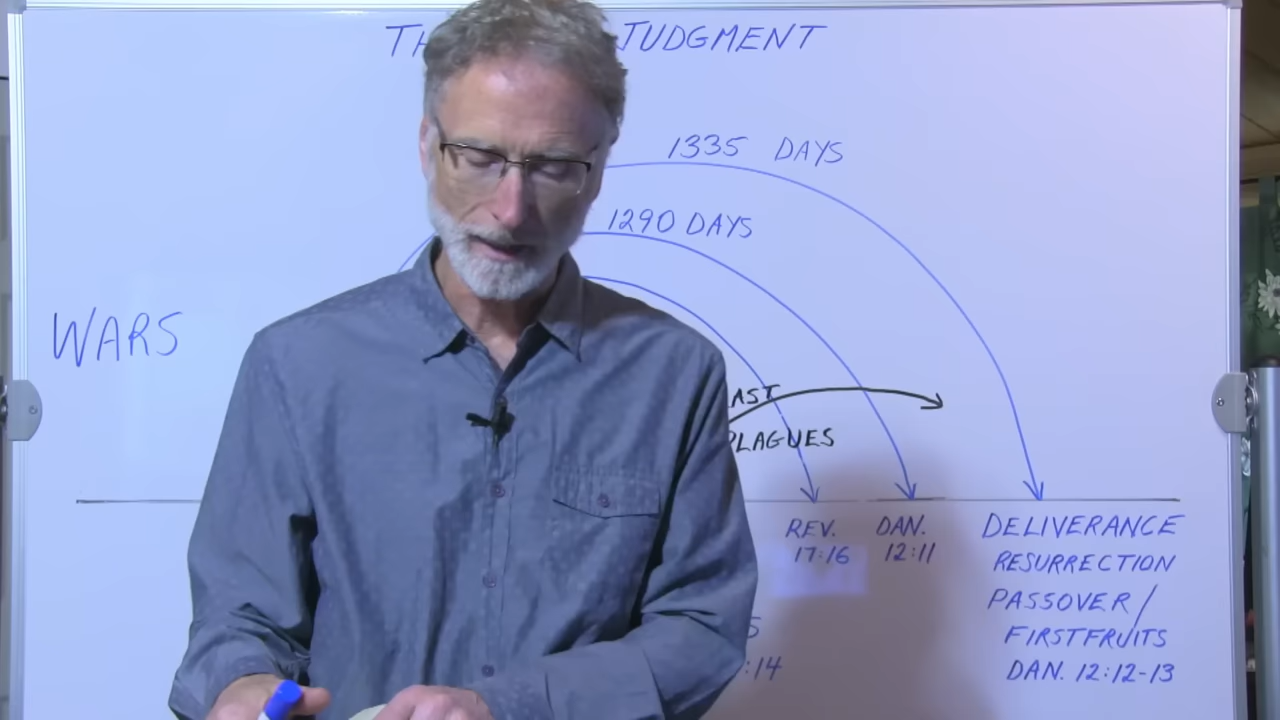 JUDGMENT
1335 DAYS
1290 DAYS
WARS
PLAGUES
REV.
17:16
DAN.
12:11
DELIVERANCE
RESURRECTION
PASSOVER/
FIRSTFRUITS
DAN. 12:12-13
:14